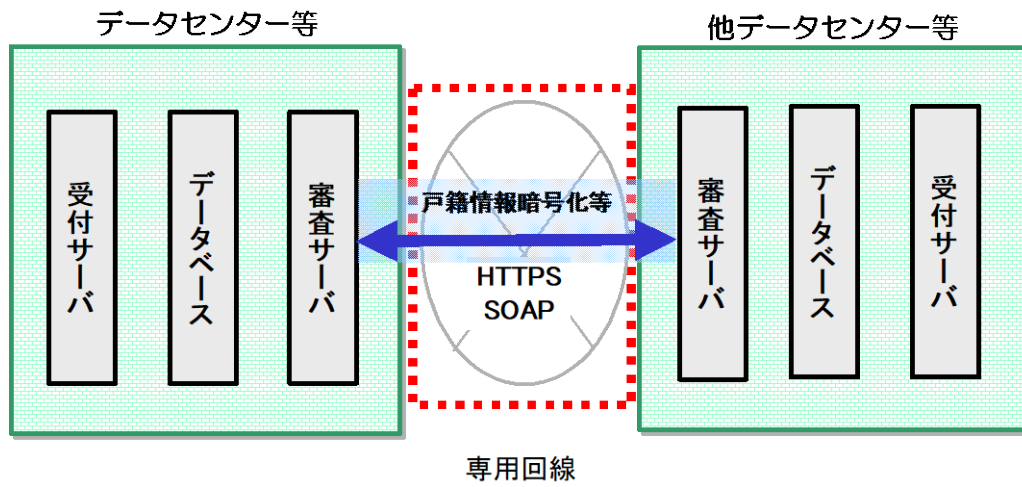 データセンター等
他データセンター等
受付サーバ
データベース
審査サーバ
戸籍情報暗号化等
HTTPS
SOAP
審査サーバ
データベース
受付サーバ
専用回線